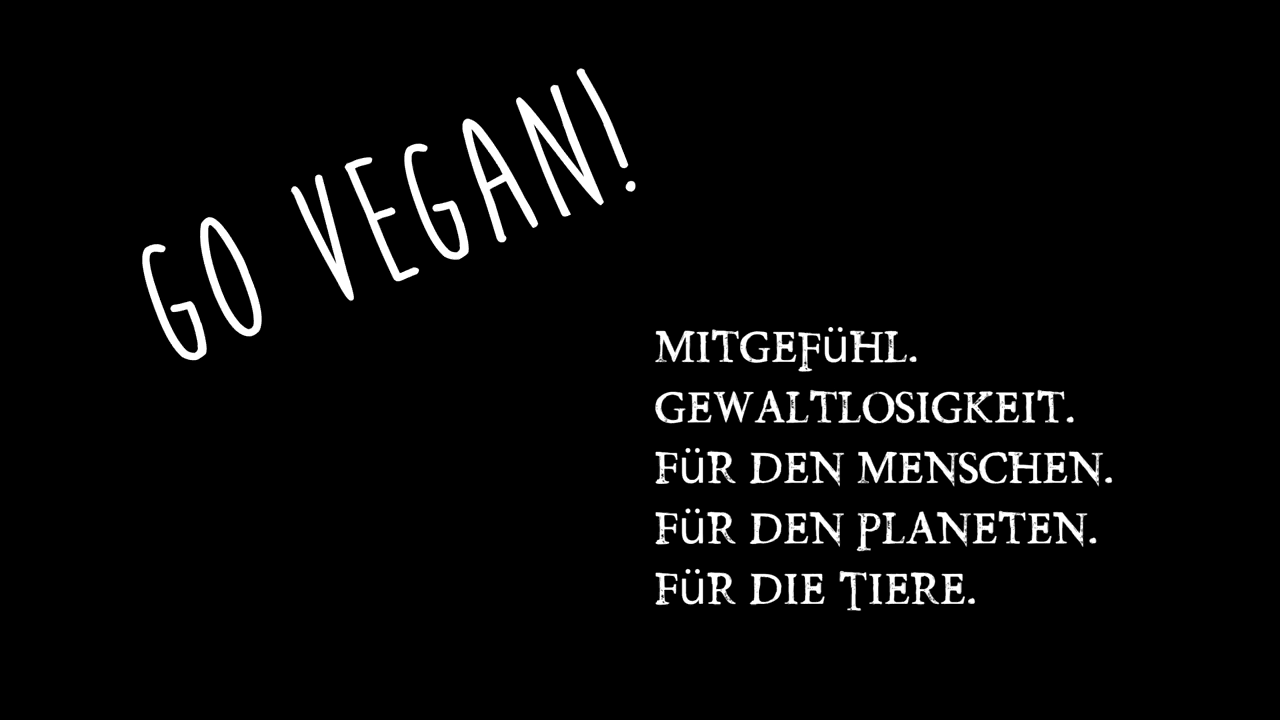 GO VEGAN!
MITGEFÜHL.
GEWALTLOSIGKEIT.
FÜR DEN MENSCHEN.
FÜR DEN PLANETEN.
FÜR DIE TIERE.